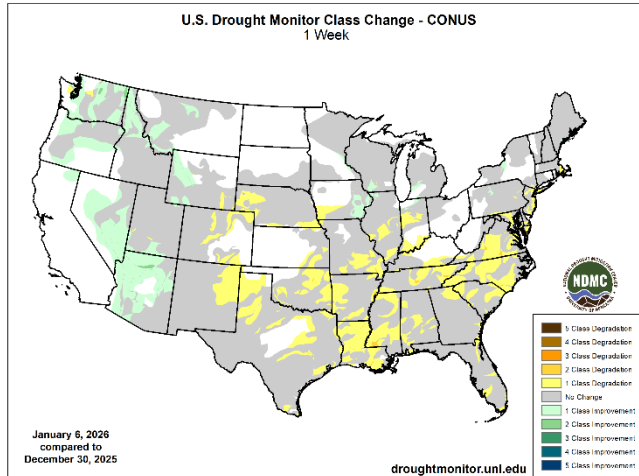 U.S. Drought Monitor Class Change - CONUS
1 Week
NDMC
5 Class Degradation
4 Class Degradation
3 Class Degradation
2 Class Degradation
1 Class Degradation
No Change
1 Class Improvement
2 Class Improvement
3 Class Improvement
4 Class Improvement
5 Class Improvement
January 6, 2026
compared to
December 30, 2025
droughtmonitor.unl.edu